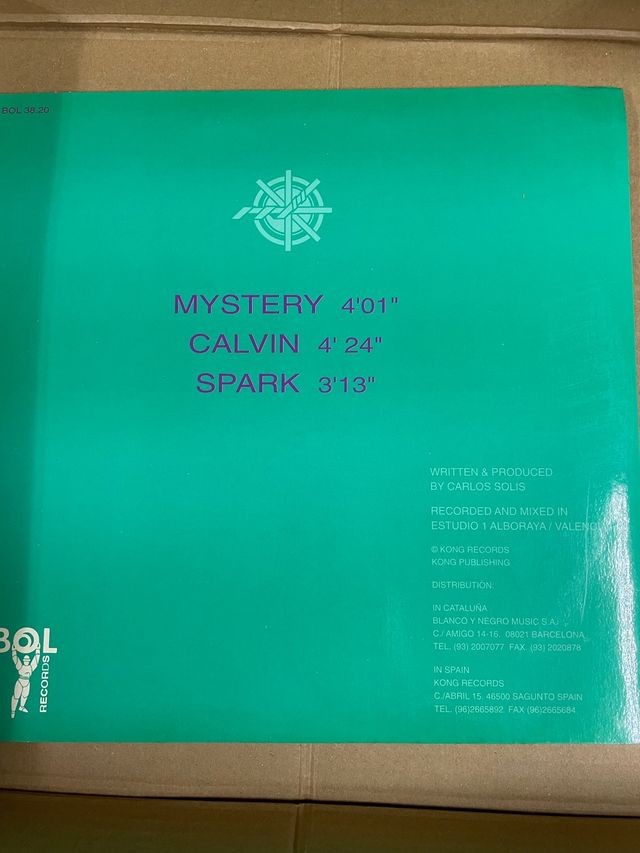 BOL 38.20
MYSTERY 4'01"
CALVIN 4' 24"
SPARK 3'13"
WRITTEN & PRODUCED
BY CARLOS SOLIS
RECORDED AND MIXED IN
ESTUDIO 1 ALBORAYA /
© KONG RECORDS
KONG PUBLISHING
DISTRIBUTION:
IN CATALUÑA
BLANCO Y NEGRO MUSIC S.A.
C./ AMIGO 14-16. 08021 BARCELONA
TEL. (93) 2007077 FAX. (93) 2020878
IN SPAIN
KONG RECORDS
C./ABRIL 15. 46500 SAGUNTO SPAIN
TEL. (96)2665892 FAX (96)2665684
BOL
RECORDS